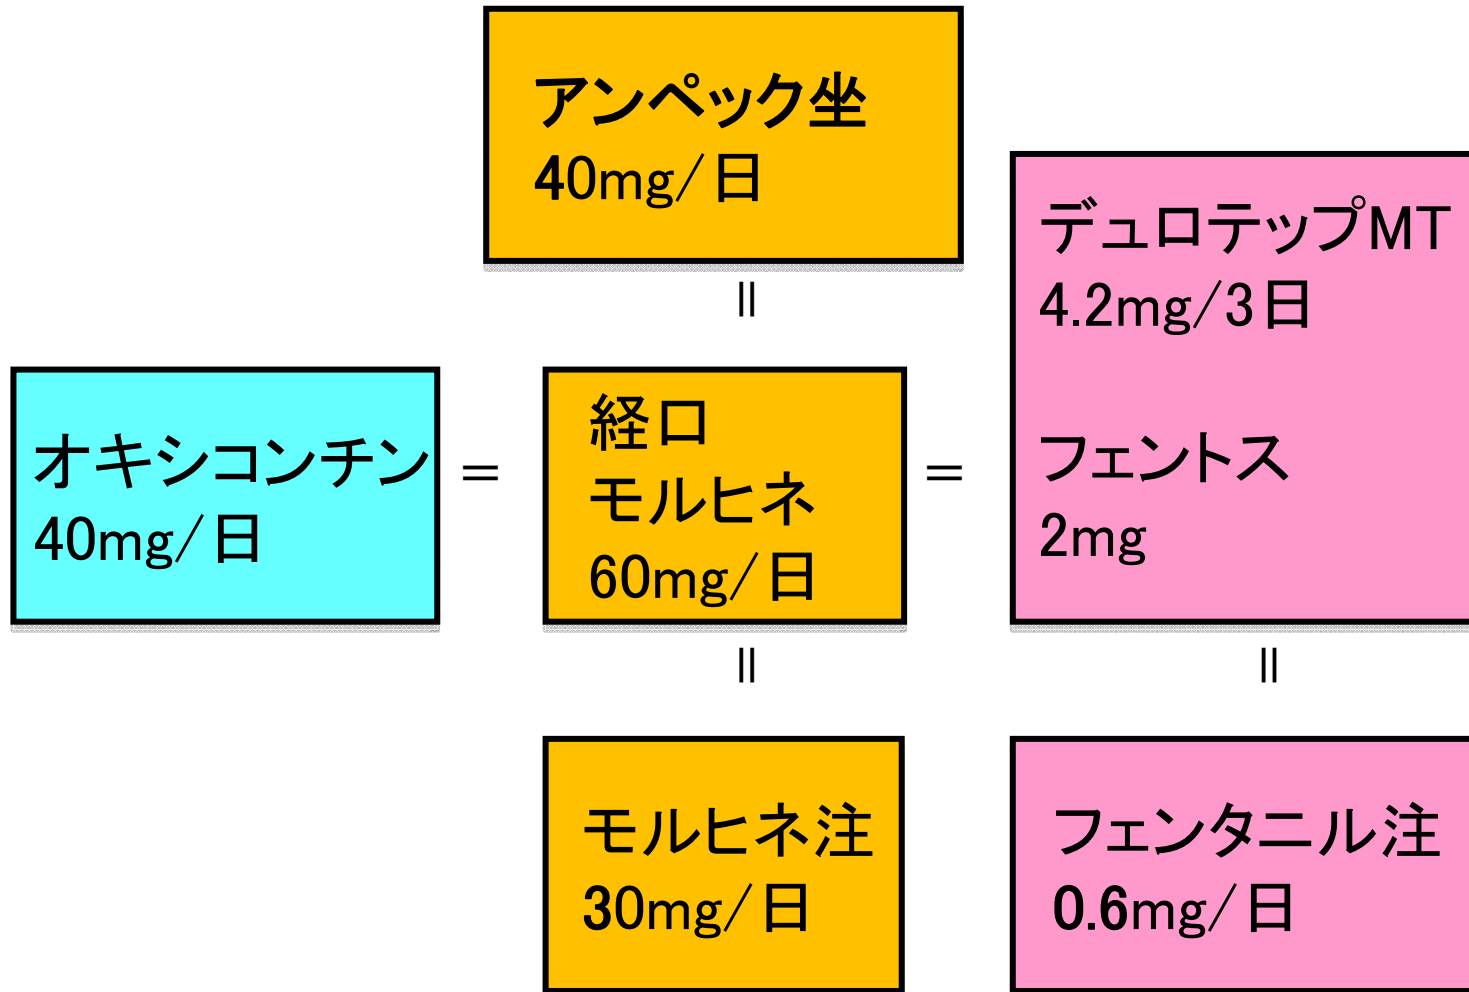 アンペック坐
40mg/日
=
デュロテップMT
4.2mg/3日
フェントス
2mg
オキシコンチン
40mg/日
=
経口
モルヒネ
60mg/日
=
=
=
モルヒネ注
30mg/日
フェンタニル注
0.6mg/日